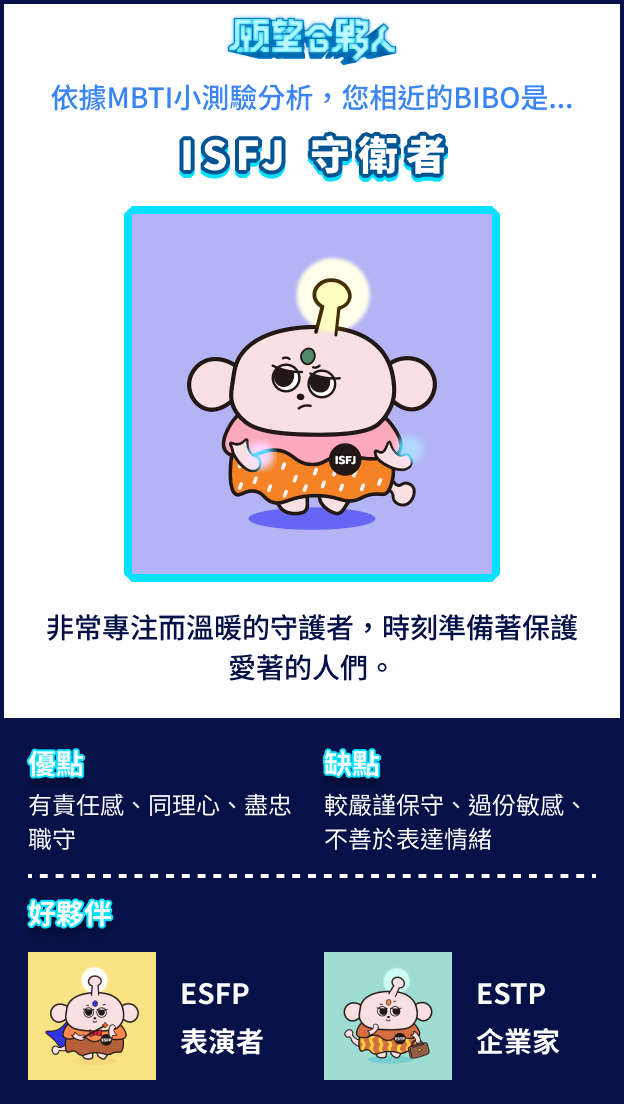 願望合夥人
依據MBTI小測驗分析，您相近的BIBO是...
ISFJ 守衛者
ISFJ
非常專注而溫暖的守護者，時刻準備著保護
愛著的人們。
優點
有責任感、同理心、盡忠
職守
缺點
較嚴謹保守、過份敏感、
不善於表達情緒
好夥伴
ESFP
ESFP
表演者
ESTP
ESTP
企業家